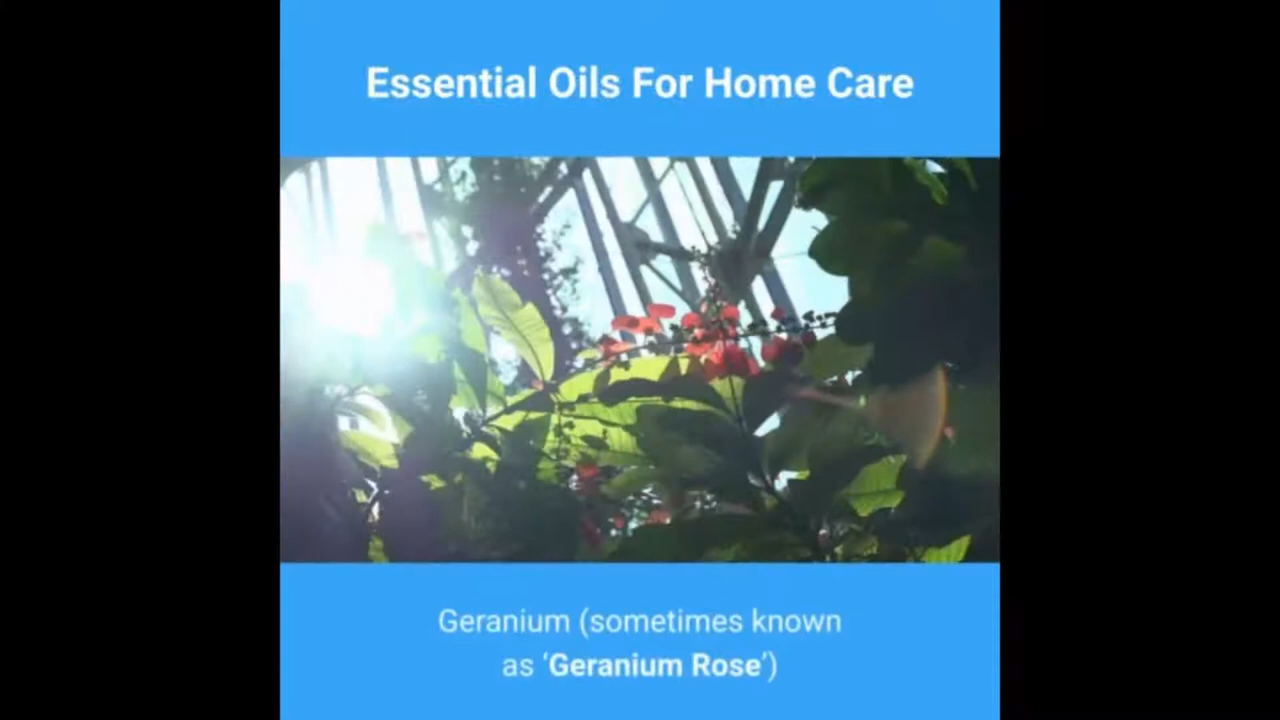 Essential Oils For Home Care
Geranium (sometimes known
as ‘Geranium Rose’)